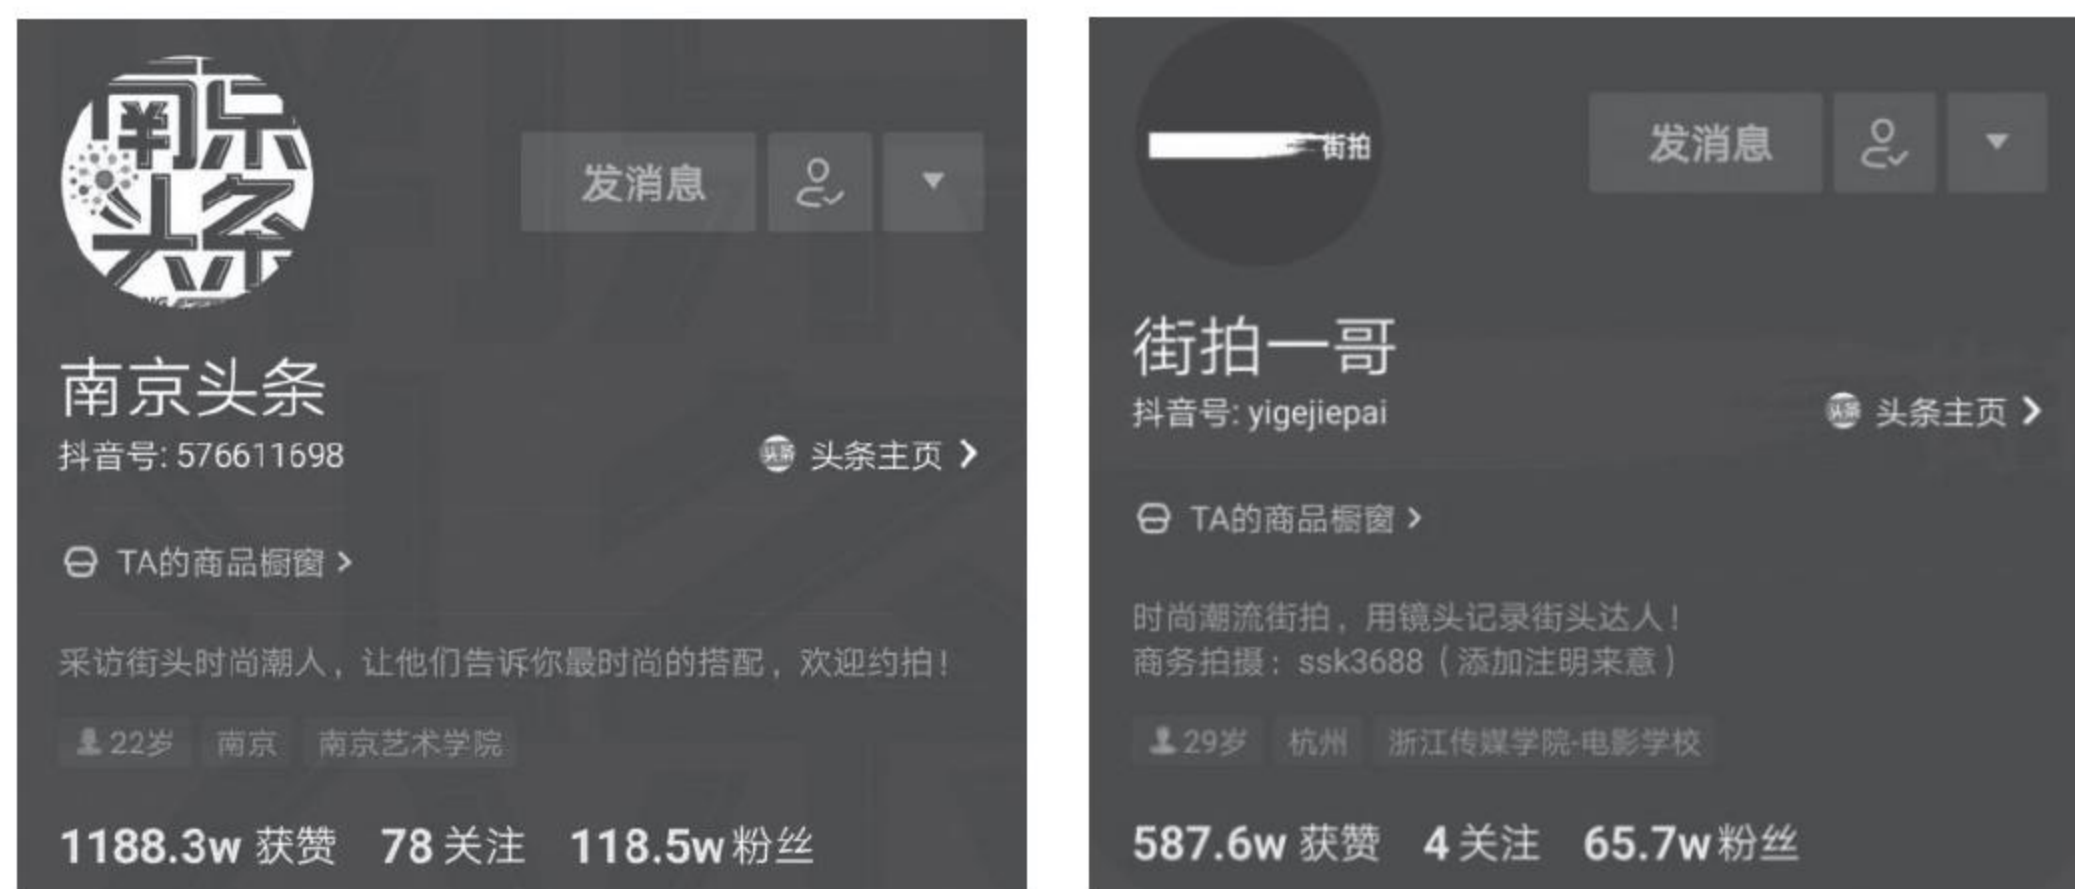 南京
头条
发消息
南京头条
抖音号: 576611698
头条 头条主页
TA的商品橱窗
采访街头时尚潮人，让他们告诉你最时尚的搭配，欢迎约拍！
22岁 南京 南京艺术学院
1188.3w 获赞 78 关注 118.5w 粉丝
街拍
发消息
街拍一哥
抖音号: yigejiepai
头条 头条主页
TA的商品橱窗
时尚潮流街拍，用镜头记录街头达人！
商务拍摄：ssk3688（添加注明来意）
29岁 杭州 浙江传媒学院-电影学校
587.6w 获赞 4 关注 65.7w 粉丝